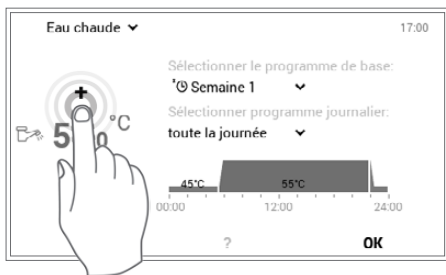 Eau chaude 17:00
Sélectionner le programme de base:
Semaine 1
Sélectionner programme journalier:
toute la journée
+
°C
45°C 55°C
00:00 12:00 24:00
? OK